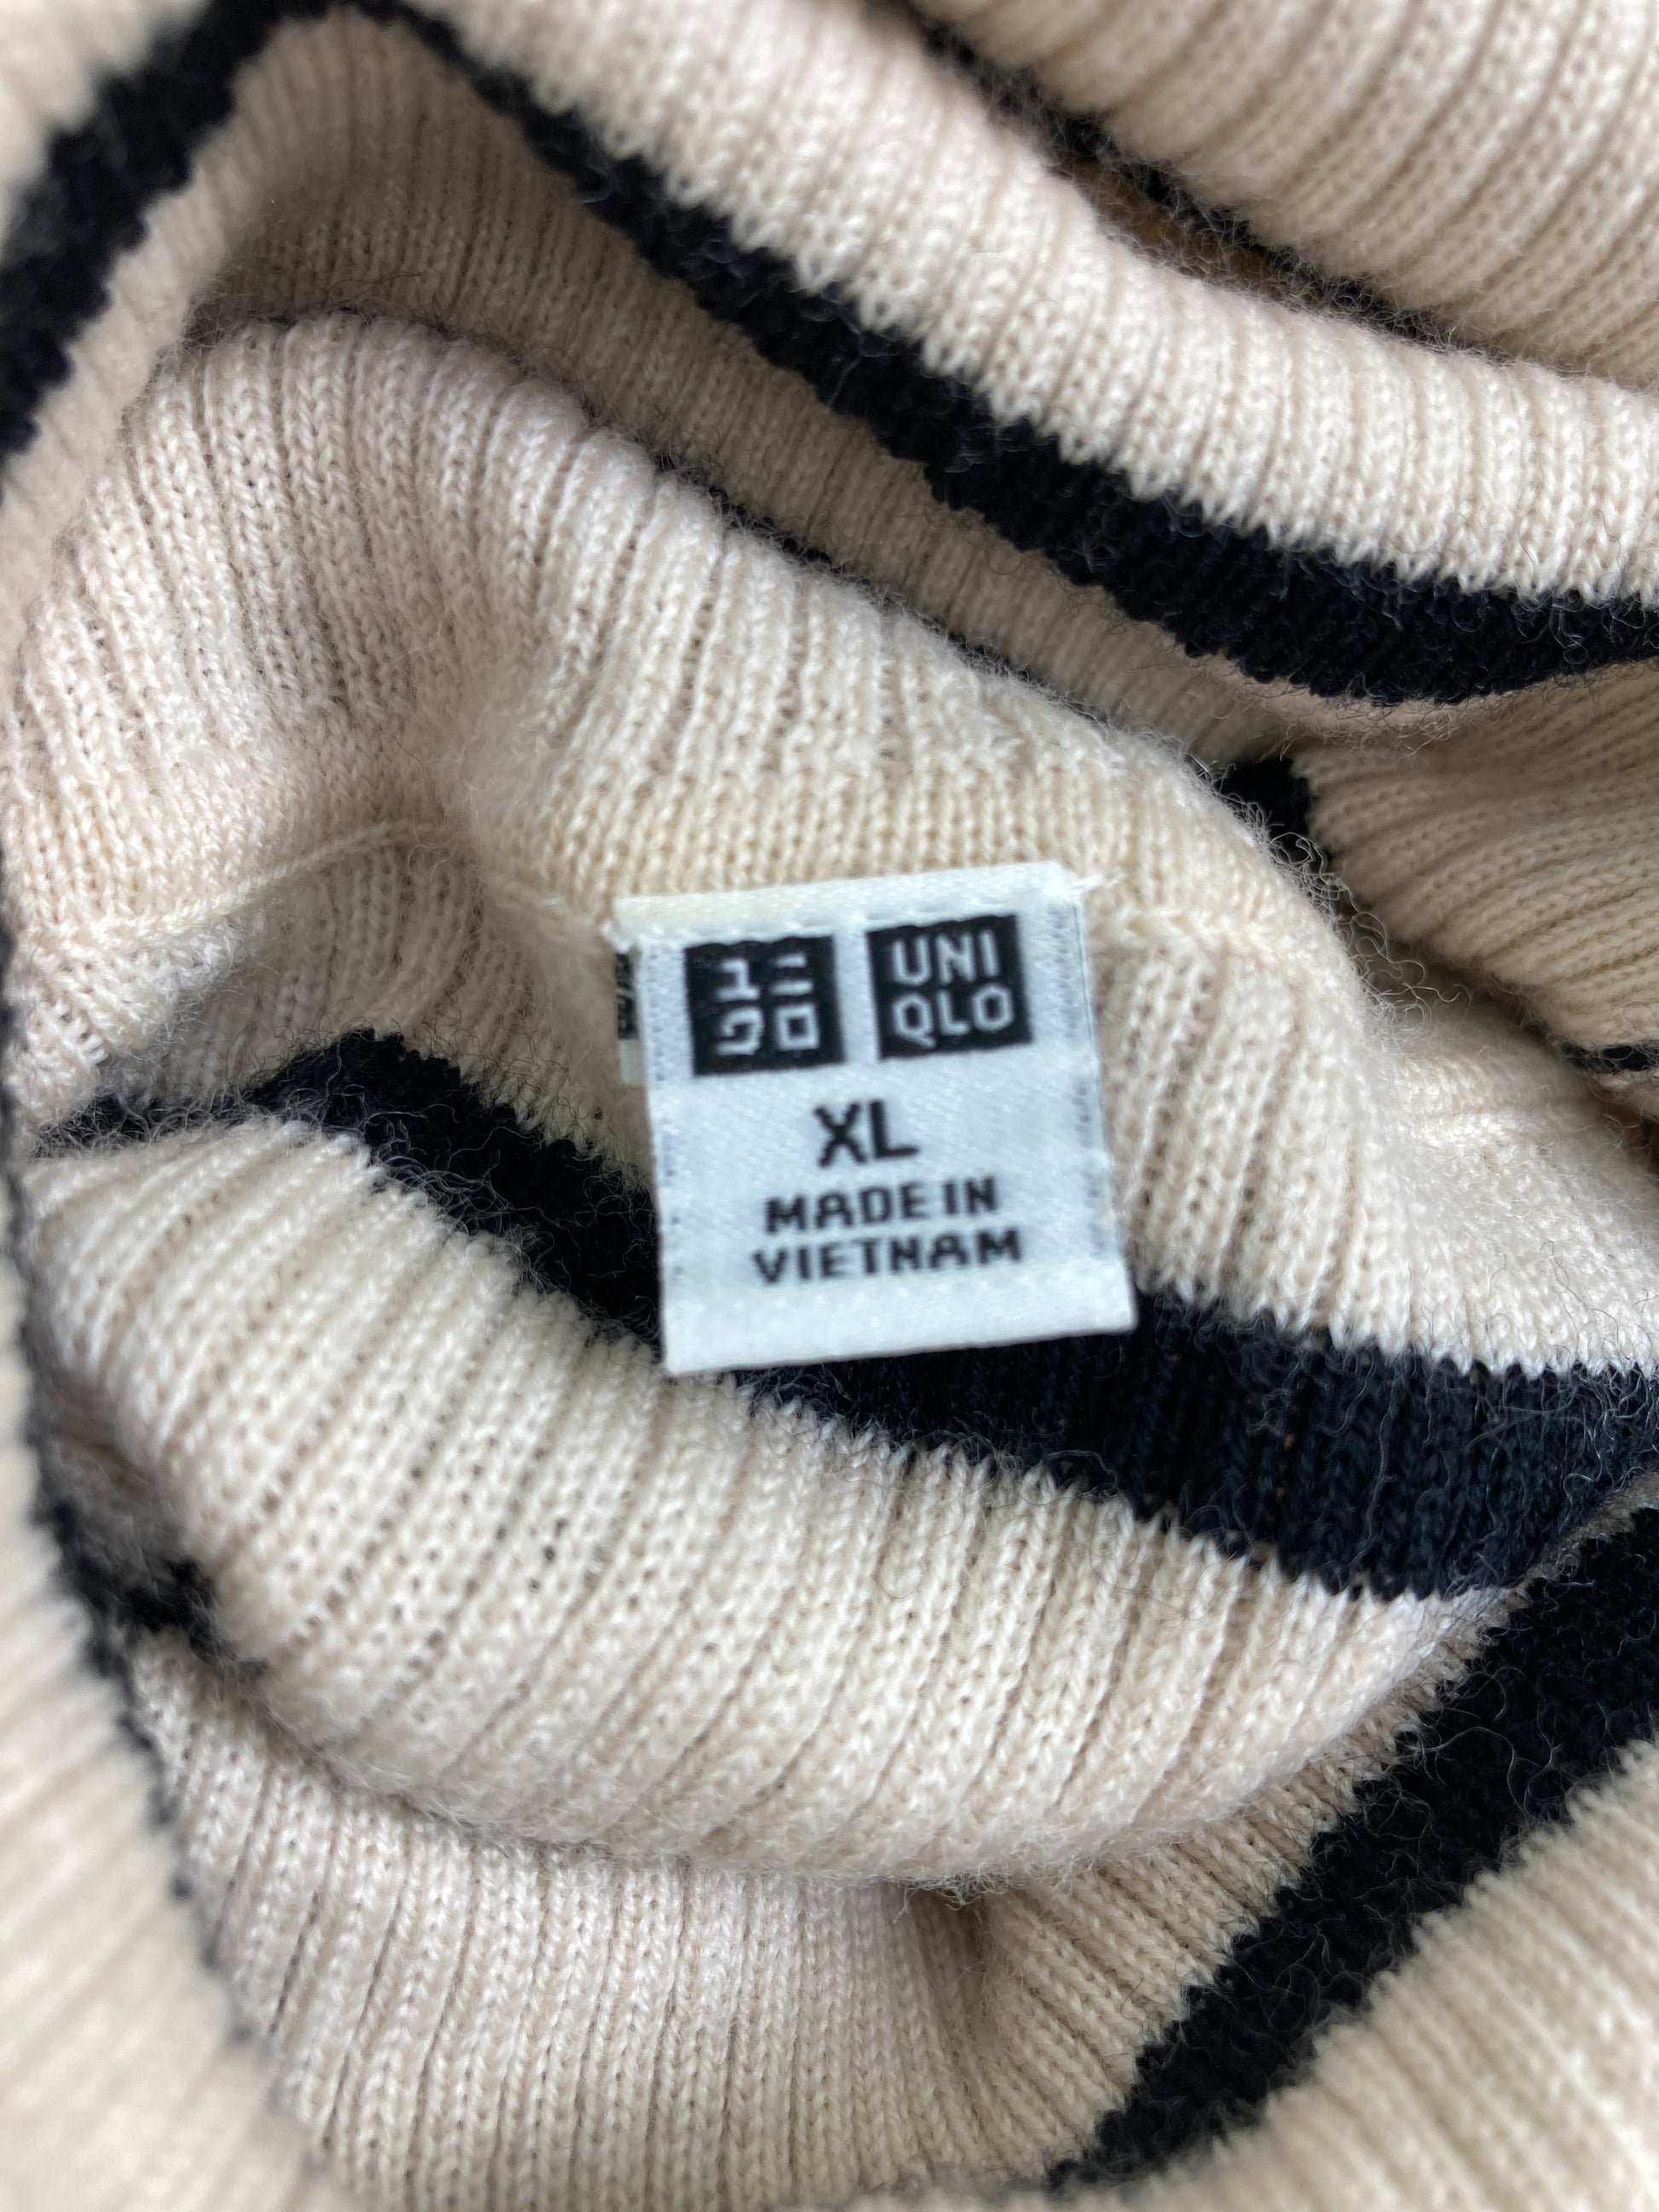 ユニ UNI
クロ QLO
XL
MADE IN
VIETNAM